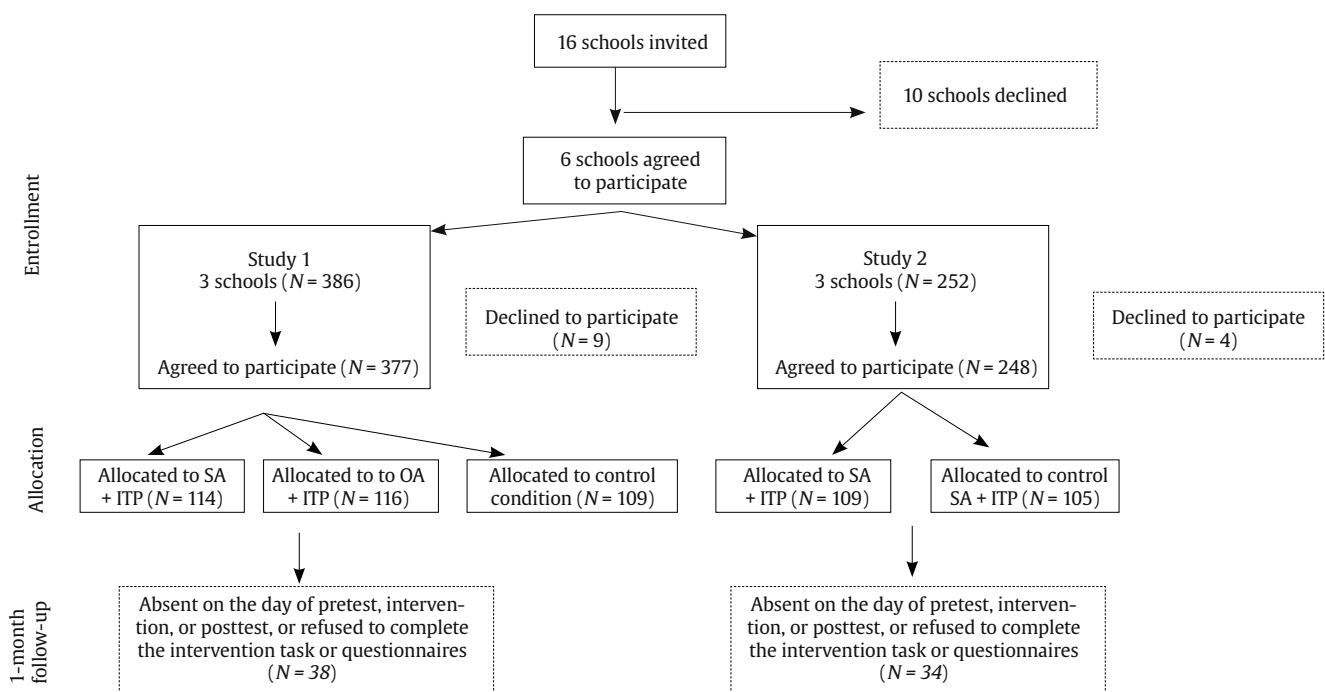 16 schools invited
10 schools declined
6 schools agreed
to participate
Enrollment
Study 1
3 schools (N = 386)
Agreed to participate (N = 377)
Declined to participate
(N = 9)
Study 2
3 schools (N = 252)
Agreed to participate (N = 248)
Declined to participate
(N = 4)
Allocation
Allocated to SA
+ ITP (N = 114)
Allocated to to OA
+ ITP (N = 116)
Allocated to control
condition (N = 109)
Allocated to SA
+ ITP (N = 109)
Allocated to control
SA + ITP (N = 105)
1-month
follow-up
Absent on the day of pretest, interven-
tion, or posttest, or refused to complete
the intervention task or questionnaires
(N = 38)
Absent on the day of pretest, interven-
tion, or posttest, or refused to complete
the intervention task or questionnaires
(N = 34)